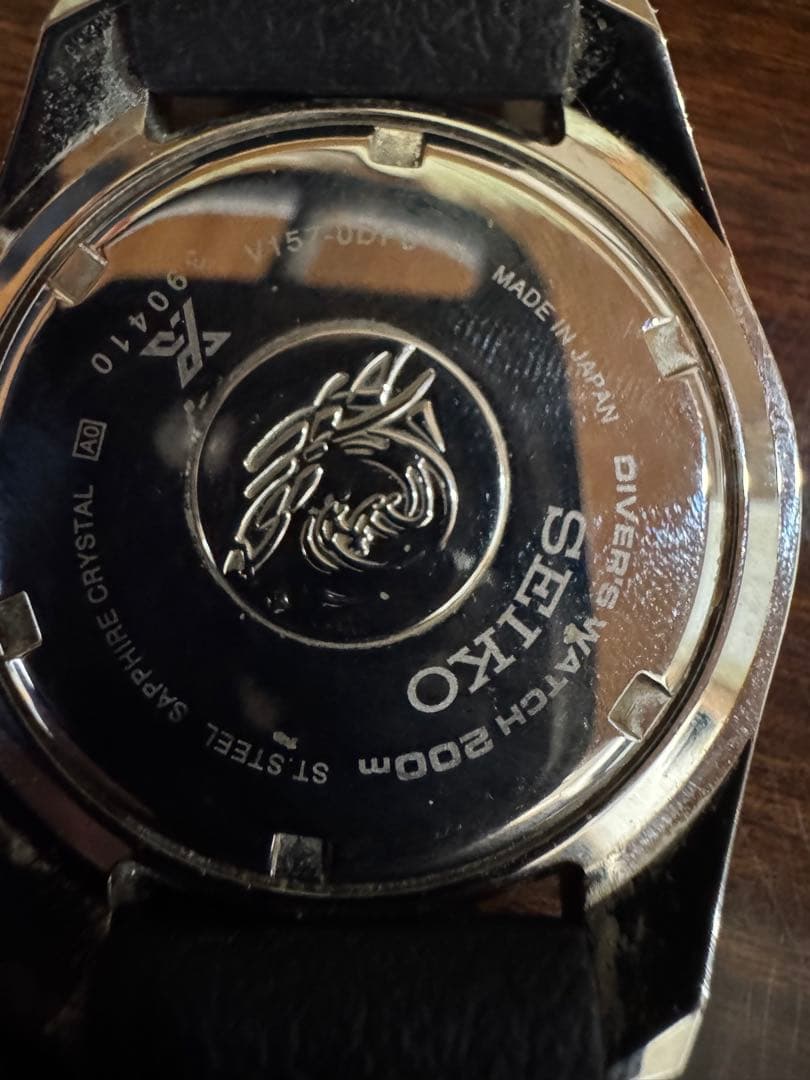 SEIKO
DIVER'S WATCH 200m
ST.STEEL SAPPHIRE CRYSTAL A0
90410
MADE IN JAPAN